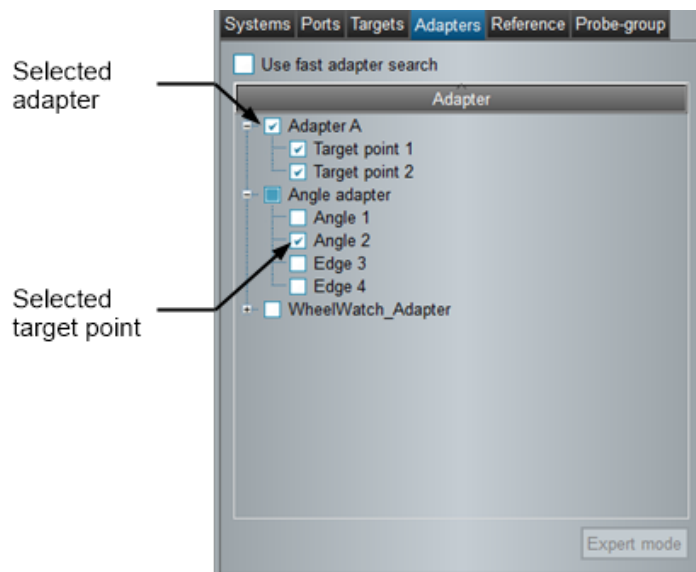 Systems Ports Targets Adapters Reference Probe-group
Use fast adapter search
Selected
adapter
Adapter
Adapter A
Target point 1
Target point 2
Angle adapter
Angle 1
Angle 2
Edge 3
Edge 4
Selected
target point
WheelWatch_Adapter
Expert mode